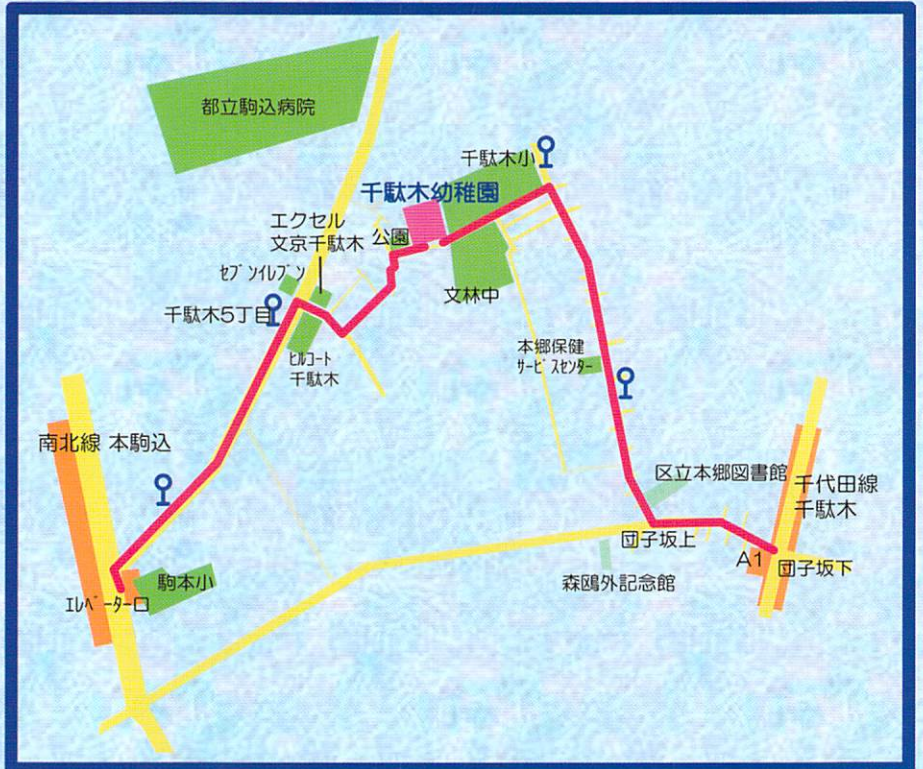 都立駒込病院
千駄木小
千駄木幼稚園
エクセル
文京千駄木
公園
ｾﾌﾞﾝｲﾚﾌﾞﾝ
千駄木5丁目
文林中
ﾋﾙｺｰﾄ
千駄木
本郷保健
ｻｰﾋﾞｽｾﾝﾀｰ
南北線 本駒込
区立本郷図書館
千代田線
千駄木
団子坂上
A1
団子坂下
森鴎外記念館
駒本小
ｴﾚﾍﾞｰﾀｰ口